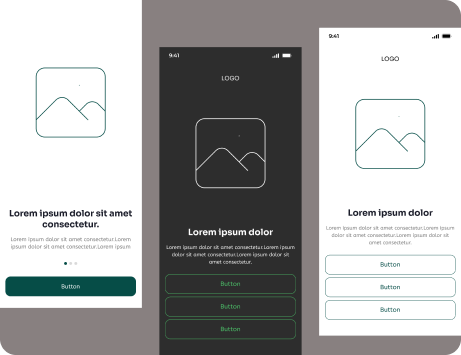 Lorem ipsum dolor sit amet
consectetur.
Lorem ipsum dolor sit amet consectetur.Lorem
ipsum dolor sit amet consectetur.Lorem ipsum
Button
9:41
LOGO
Lorem ipsum dolor
Lorem ipsum dolor sit amet consectetur.Lorem ipsum
dolor sit amet consectetur.Lorem ipsum dolor sit
amet consectetur.
Button
Button
Button
9:41
LOGO
Lorem ipsum dolor
Lorem ipsum dolor sit amet consectetur.Lorem ipsum
dolor sit amet consectetur.Lorem ipsum dolor sit
amet consectetur.
Button
Button
Button